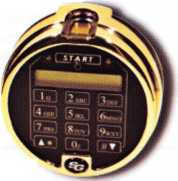 START
1 2 ABC 3 DEF
4 GHI 5 JKL 6 MNO
7 PRS 8 TUV 9 WXY
▲ * 0 # ▼
SG